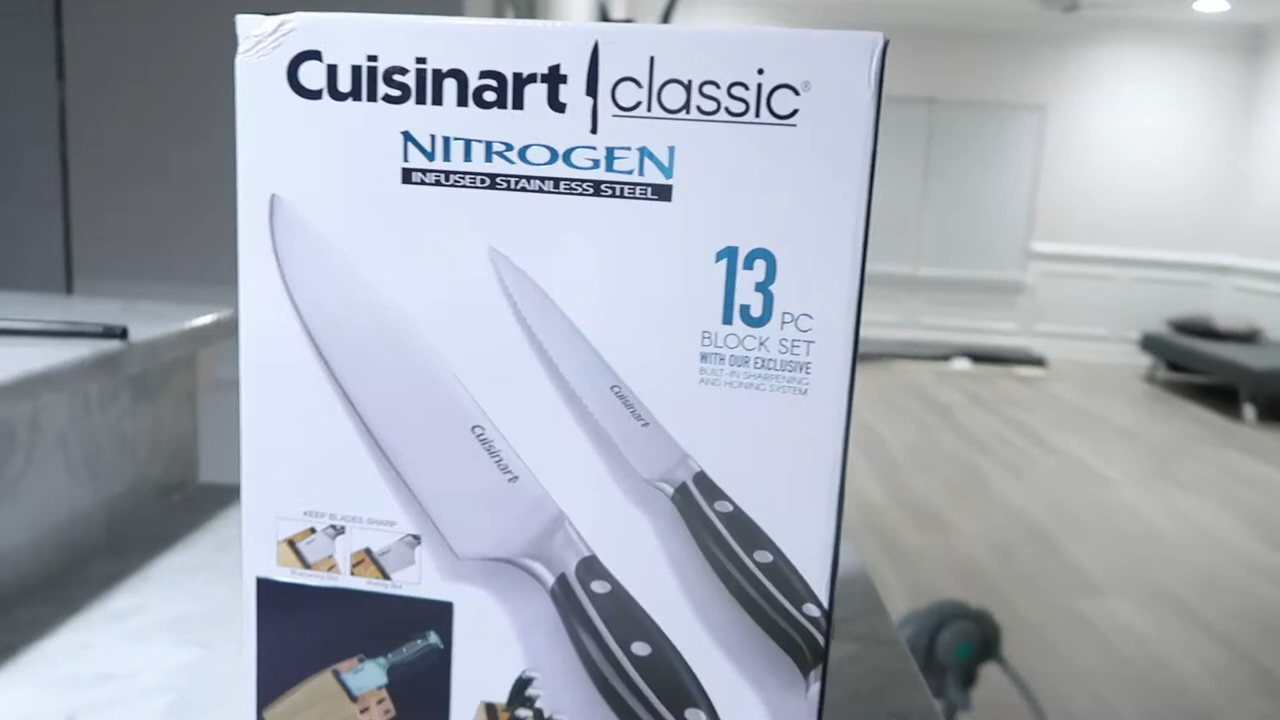 Cuisinart classic®
NITROGEN
INFUSED STAINLESS STEEL
13 PC
BLOCK SET
WITH OUR EXCLUSIVE
BUILT-IN SHARPENING
AND HONING SYSTEM
Cuisinart
Cuisinart
KEEP BLADES SHARP